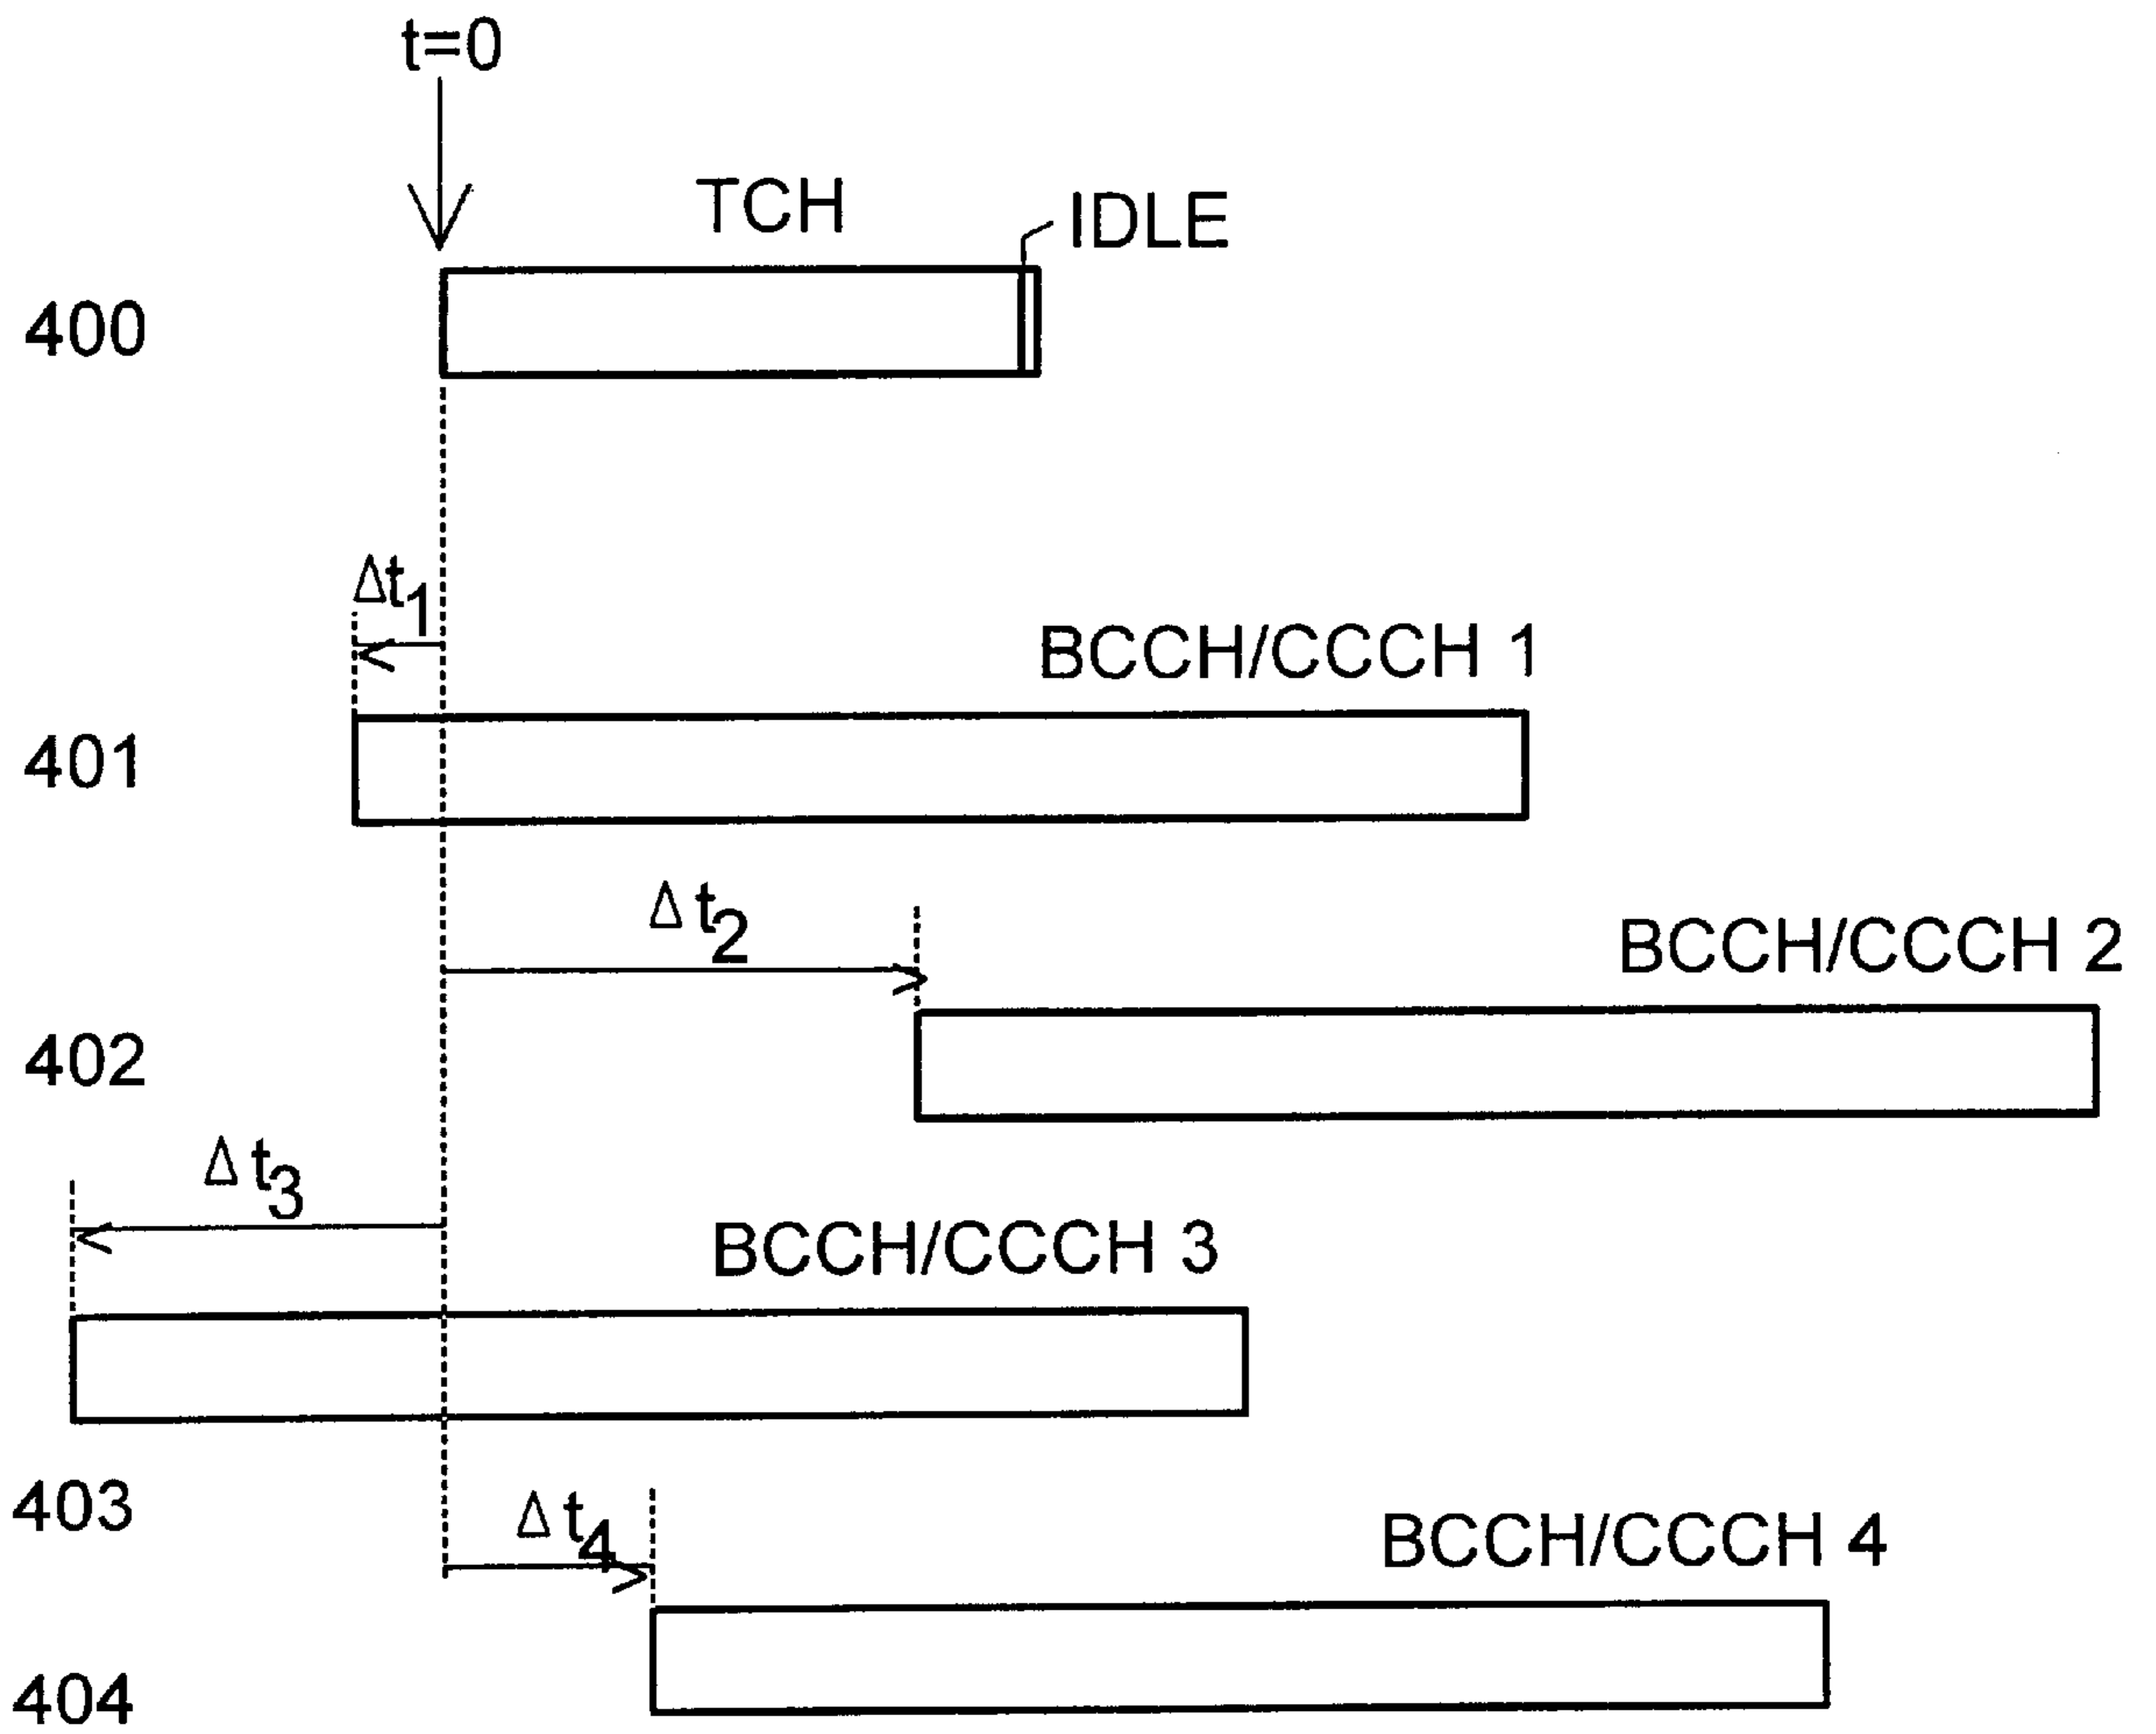 t=0
TCH
IDLE
400
Δt1
BCCH/CCCH 1
401
Δt2
BCCH/CCCH 2
402
Δt3
BCCH/CCCH 3
403
Δt4
BCCH/CCCH 4
404